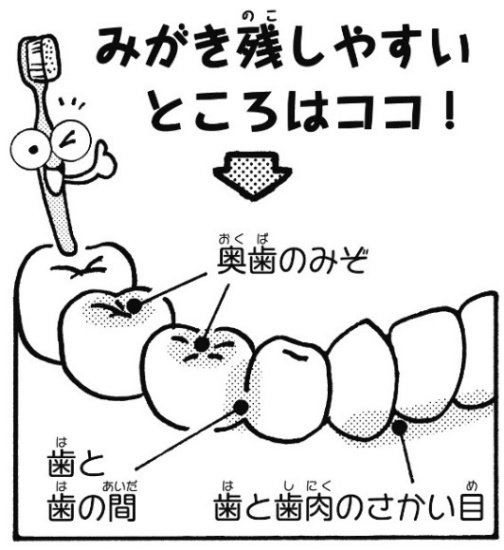 みがき残しやすい
ところはココ！
奥歯のみぞ
歯と
歯の間
歯と歯肉のさかい目